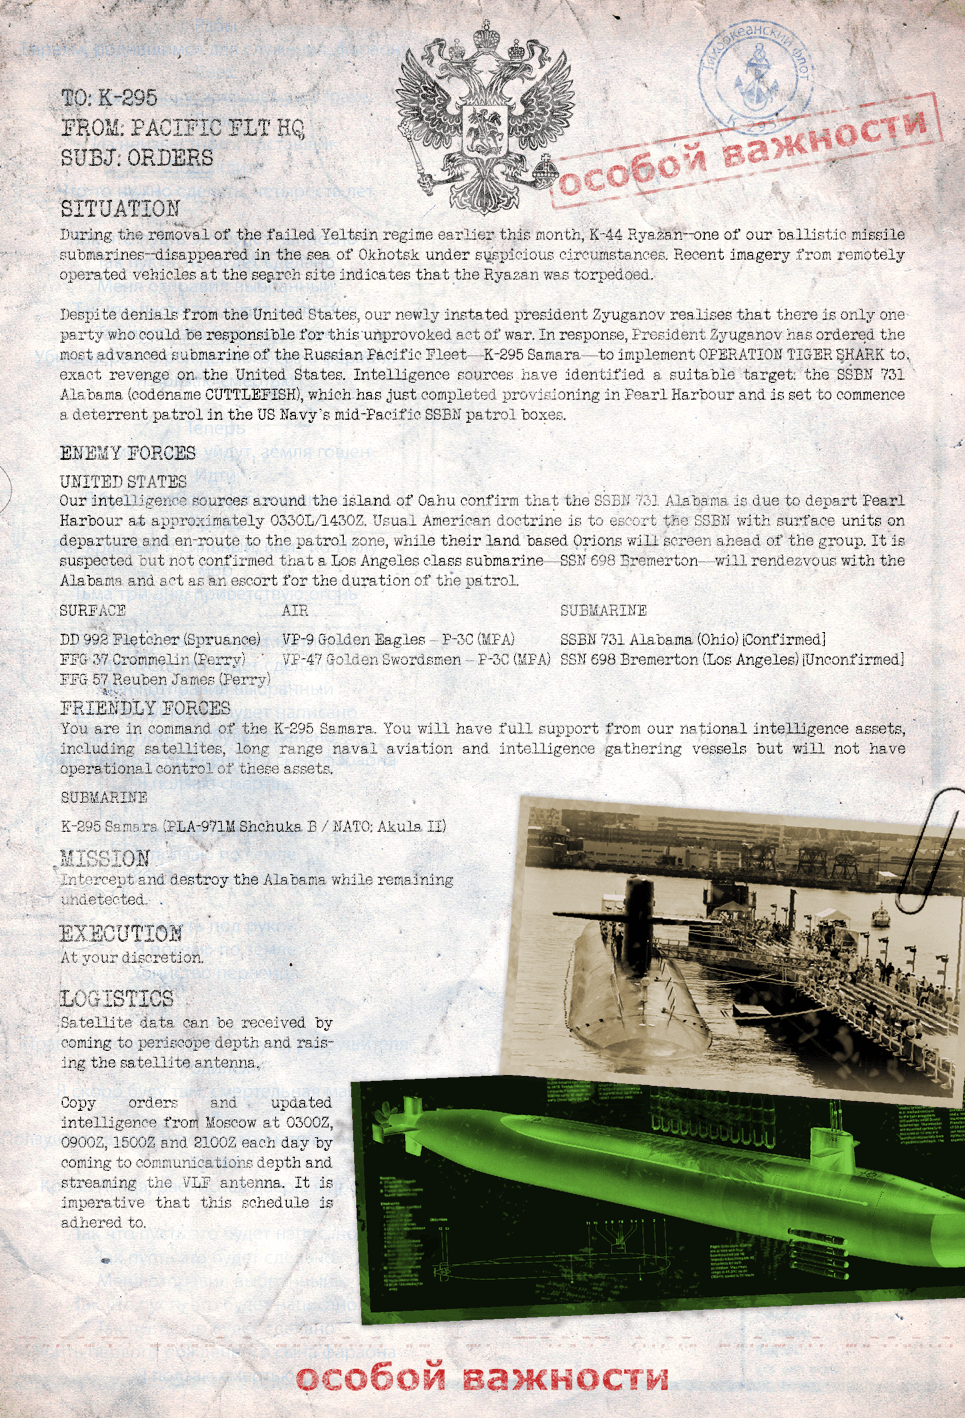 Тихоокеанский флот
К 295
TO: K-295
FROM: PACIFIC FLT HQ
SUBJ: ORDERS
особой важности
SITUATION
During the removal of the failed Yeltsin regime earlier this month, K-44 Ryazan--one of our ballistic missile
submarines--disappeared in the sea of Okhotsk under suspicious circumstances. Recent imagery from remotely
operated vehicles at the search site indicates that the Ryazan was torpedoed.
Despite denials from the United States, our newly instated president Zyuganov realises that there is only one
party who could be responsible for this unprovoked act of war. In response, President Zyuganov has ordered the
most advanced submarine of the Russian Pacific Fleet—K-295 Samara—to implement OPERATION TIGER SHARK to
exact revenge on the United States. Intelligence sources have identified a suitable target: the SSBN 731
Alabama (codename CUTTLEFISH), which has just completed provisioning in Pearl Harbour and is set to commence
a deterrent patrol in the US Navy's mid-Pacific SSBN patrol boxes.
ENEMY FORCES
UNITED STATES
Our intelligence sources around the island of Oahu confirm that the SSBN 731 Alabama is due to depart Pearl
Harbour at approximately 0330L/1430Z. Usual American doctrine is to escort the SSBN with surface units on
departure and en-route to the patrol zone, while their land based Orions will screen ahead of the group. It is
suspected but not confirmed that a Los Angeles class submarine—SSN 698 Bremerton—will rendezvous with the
Alabama and act as an escort for the duration of the patrol.
SURFACE AIR SUBMARINE
DD 992 Fletcher (Spruance) VP-9 Golden Eagles – P-3C (MPA) SSBN 731 Alabama (Ohio) [Confirmed]
FFG 37 Crommelin (Perry) VP-47 Golden Swordsmen – P-3C (MPA) SSN 698 Bremerton (Los Angeles) [Unconfirmed]
FFG 57 Reuben James (Perry)
FRIENDLY FORCES
You are in command of the K-295 Samara. You will have full support from our national intelligence assets,
including satellites, long range naval aviation and intelligence gathering vessels but will not have
operational control of these assets.
SUBMARINE
K-295 Samara (PLA-971M Shchuka B / NATO: Akula II)
MISSION
Intercept and destroy the Alabama while remaining
undetected.
EXECUTION
At your discretion.
LOGISTICS
Satellite data can be received by
coming to periscope depth and rais-
ing the satellite antenna.
Copy orders and updated
intelligence from Moscow at 0300Z,
0900Z, 1500Z and 2100Z each day by
coming to communications depth and
streaming the VLF antenna. It is
imperative that this schedule is
adhered to.
особой важности